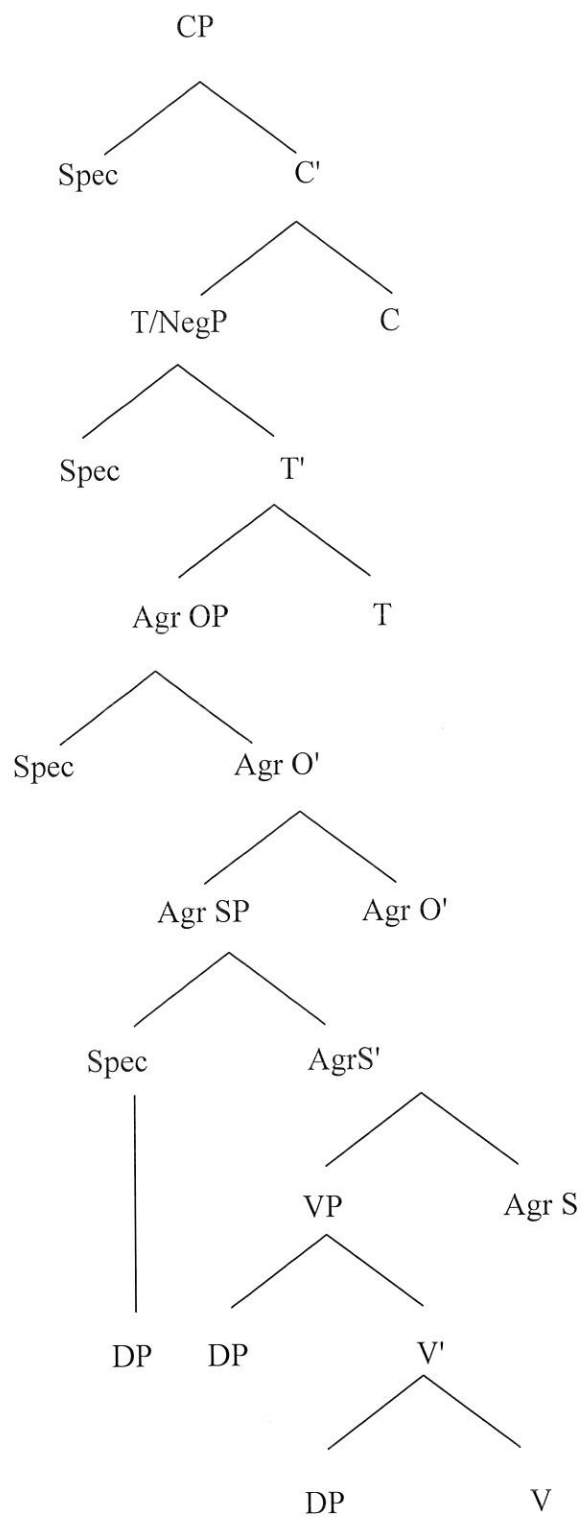 CP
Spec C'
T/NegP C
Spec T'
Agr OP T
Spec Agr O'
Agr SP Agr O'
Spec AgrS'
VP Agr S
DP DP V'
DP V